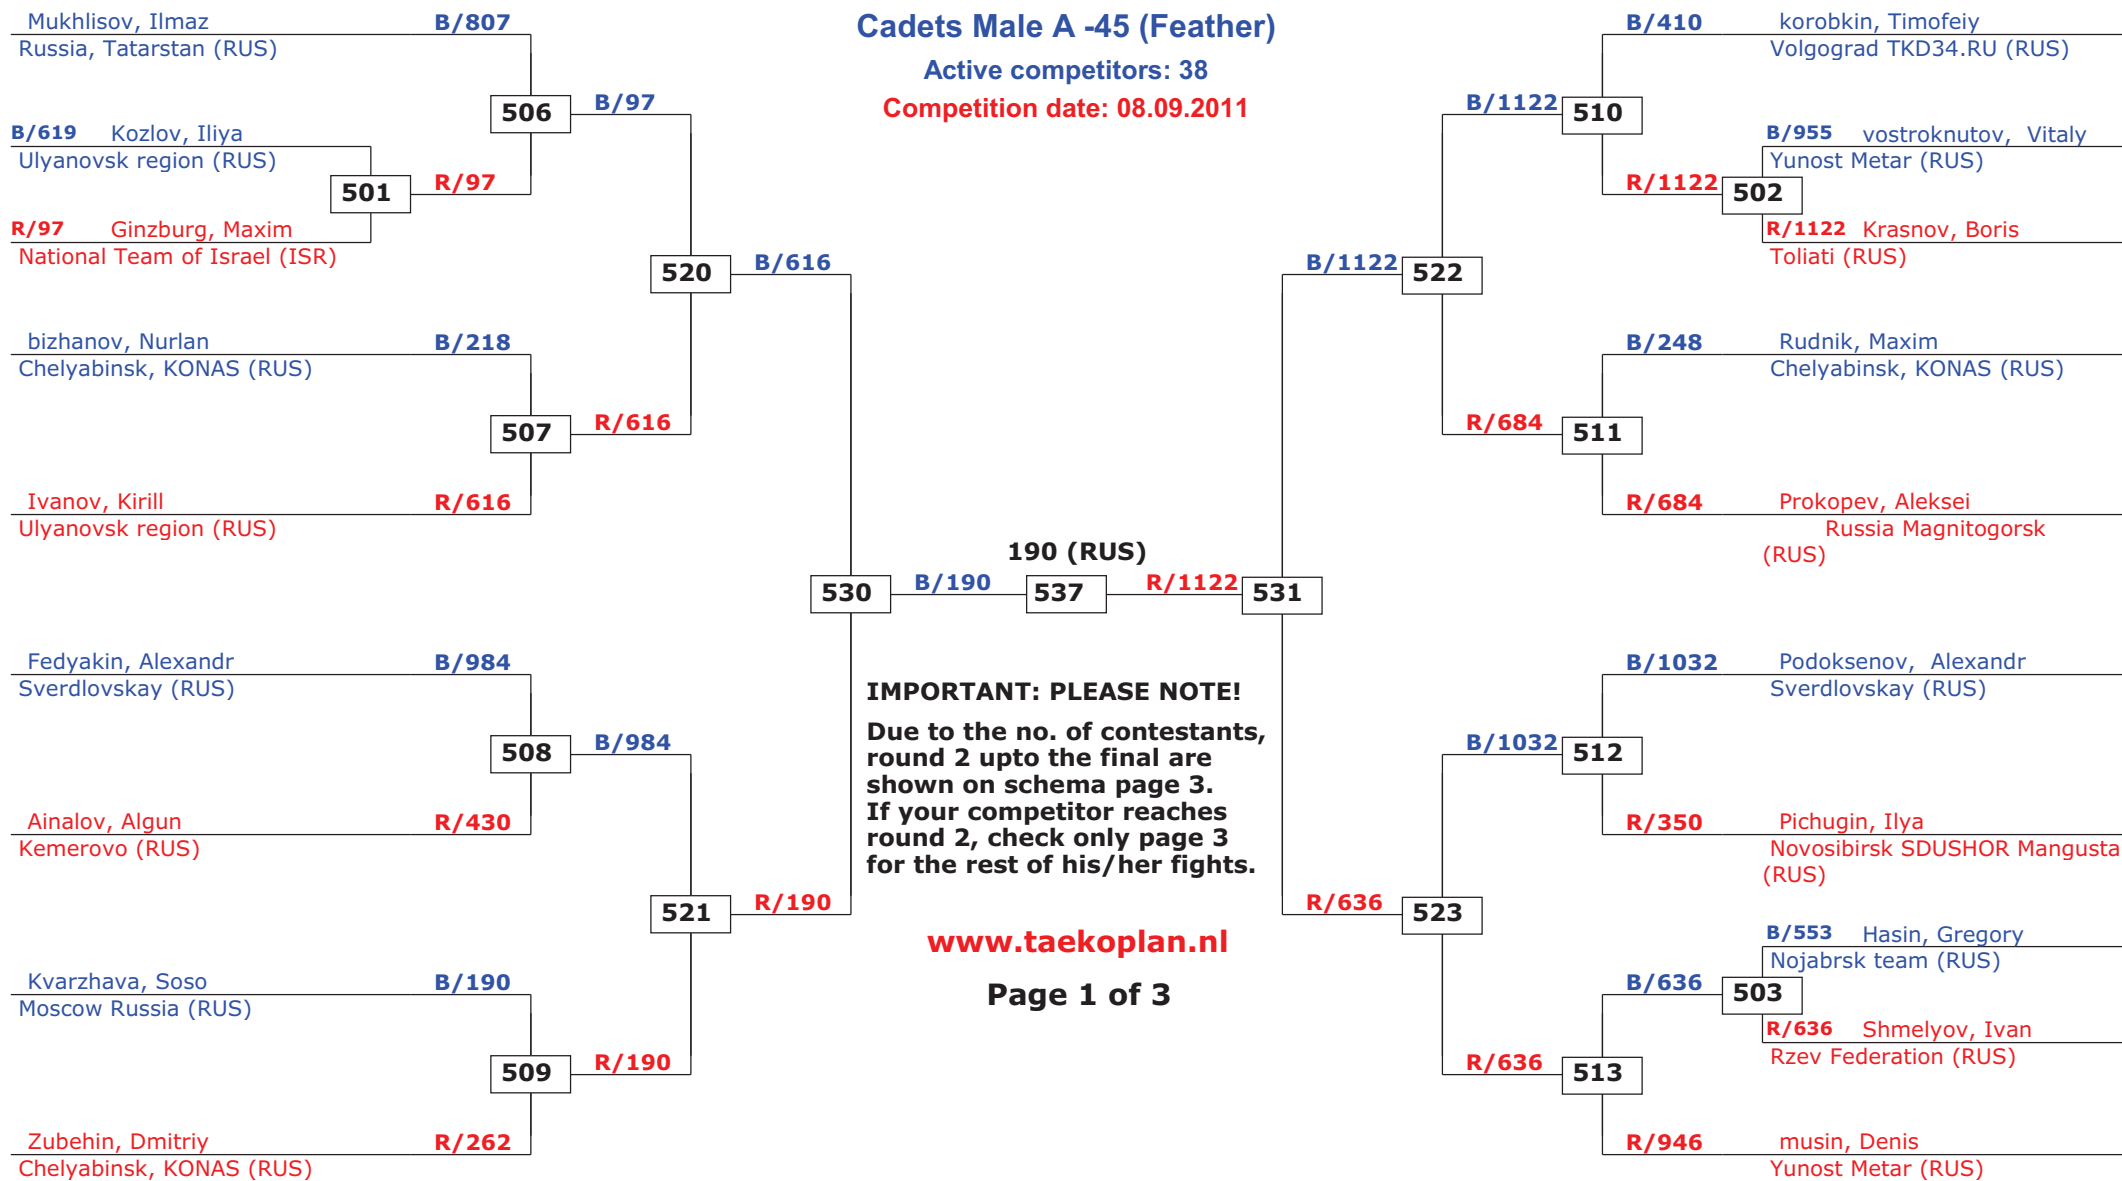 Cadets Male A -45 (Feather)
Active competitors: 38
Competition date: 08.09.2011
Mukhlisov, Ilmaz B/807
Russia, Tatarstan (RUS)
506
B/97
B/619 Kozlov, Iliya
Ulyanovsk region (RUS)
501
R/97
R/97 Ginzburg, Maxim
National Team of Israel (ISR)
520
B/616
bizhanov, Nurlan B/218
Chelyabinsk, KONAS (RUS)
507
R/616
Ivanov, Kirill R/616
Ulyanovsk region (RUS)
530
B/190
190 (RUS)
537
R/1122
531
Fedyakin, Alexandr B/984
Sverdlovskay (RUS)
508
B/984
Ainalov, Algun R/430
Kemerovo (RUS)
521
R/190
Kvarzhava, Soso B/190
Moscow Russia (RUS)
509
R/190
Zubehin, Dmitriy R/262
Chelyabinsk, KONAS (RUS)
IMPORTANT: PLEASE NOTE!
Due to the no. of contestants,
round 2 upto the final are
shown on schema page 3.
If your competitor reaches
round 2, check only page 3
for the rest of his/her fights.
www.taekoplan.nl
Page 1 of 3
B/410 korobkin, Timofeiy
Volgograd TKD34.RU (RUS)
B/1122
510
B/955 vostroknutov, Vitaly
Yunost Metar (RUS)
R/1122
502
R/1122 Krasnov, Boris
Toliati (RUS)
B/1122
522
B/248 Rudnik, Maxim
Chelyabinsk, KONAS (RUS)
R/684
511
R/684 Prokopev, Aleksei
Russia Magnitogorsk
(RUS)
B/1032 Podoksenov, Alexandr
Sverdlovskay (RUS)
B/1032
512
R/350 Pichugin, Ilya
Novosibirsk SDUSHOR Mangusta
(RUS)
R/636
523
B/553 Hasin, Gregory
Nojabrsk team (RUS)
B/636
503
R/636 Shmelyov, Ivan
Rzev Federation (RUS)
R/636
513
R/946 musin, Denis
Yunost Metar (RUS)